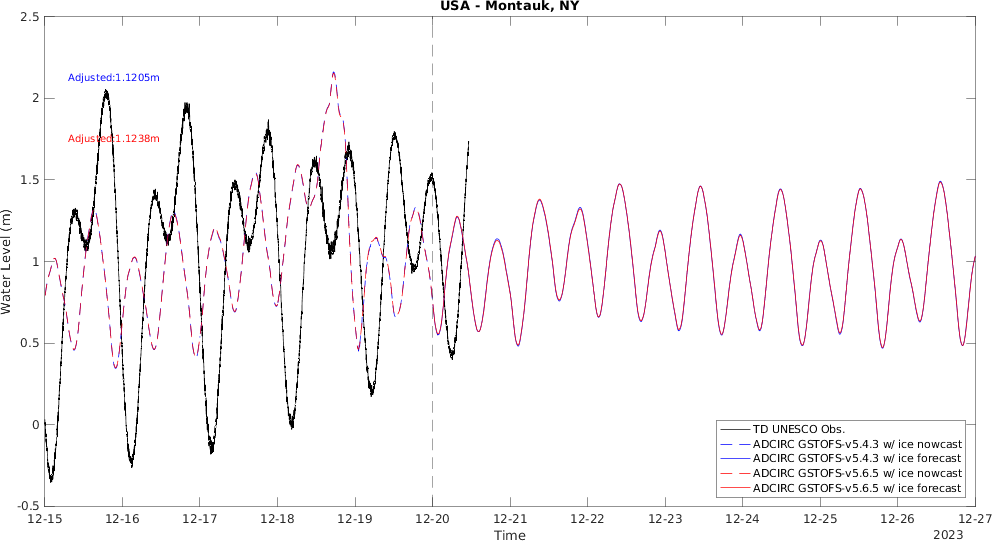 USA - Montauk, NY
2.5
2
1.5
1
0.5
0
-0.5
Water Level (m)
Adjusted:1.1205m
Adjusted:1.1238m
TD UNESCO Obs.
ADCIRC GSTOFS-v5.4.3 w/ ice nowcast
ADCIRC GSTOFS-v5.4.3 w/ ice forecast
ADCIRC GSTOFS-v5.6.5 w/ ice nowcast
ADCIRC GSTOFS-v5.6.5 w/ ice forecast
12-15 12-16 12-17 12-18 12-19 12-20 12-21 12-22 12-23 12-24 12-25 12-26 12-27
Time
2023